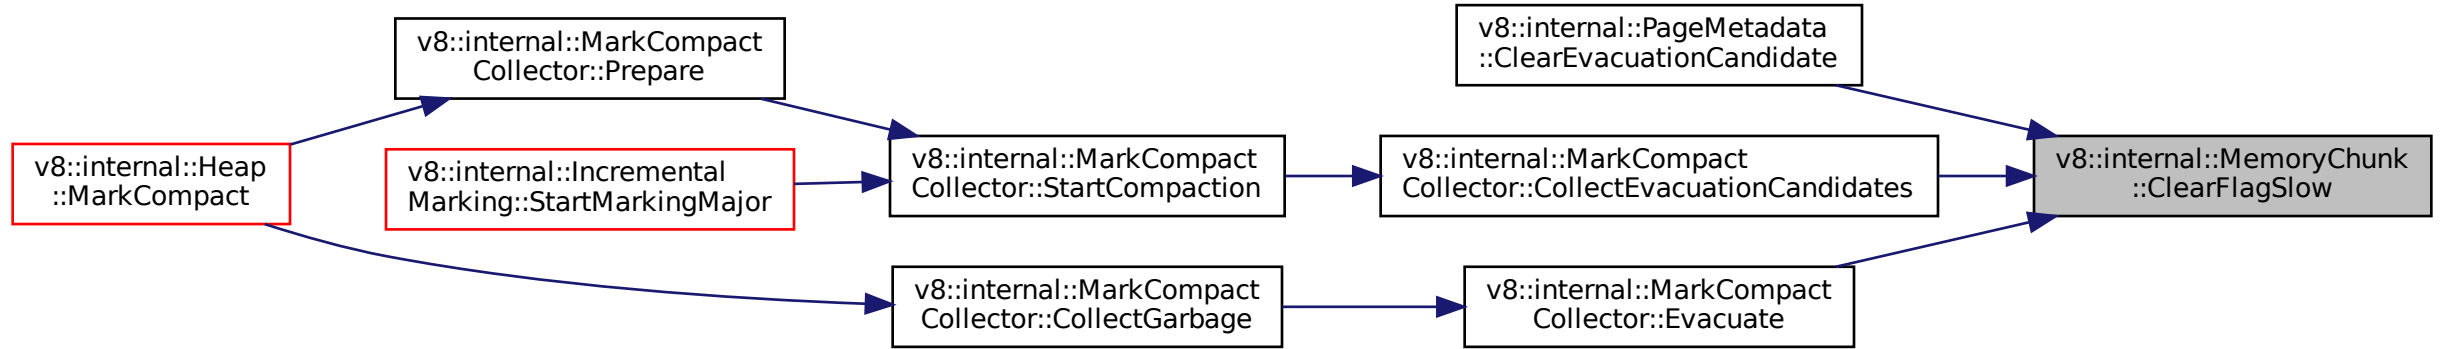 v8::internal::MarkCompact
Collector::Prepare
v8::internal::PageMetadata
::ClearEvacuationCandidate
v8::internal::Heap
::MarkCompact
v8::internal::Incremental
Marking::StartMarkingMajor
v8::internal::MarkCompact
Collector::StartCompaction
v8::internal::MarkCompact
Collector::CollectEvacuationCandidates
v8::internal::MemoryChunk
::ClearFlagSlow
v8::internal::MarkCompact
Collector::CollectGarbage
v8::internal::MarkCompact
Collector::Evacuate